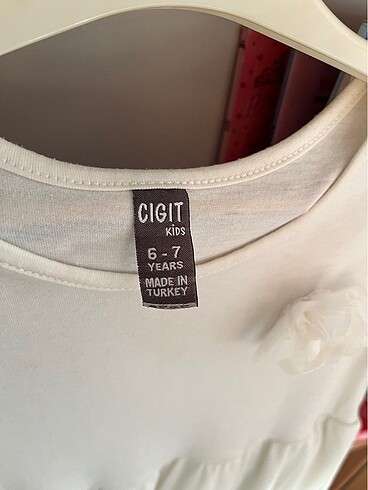 CIGIT
KIDS
6 - 7
YEARS
MADE IN
TURKEY